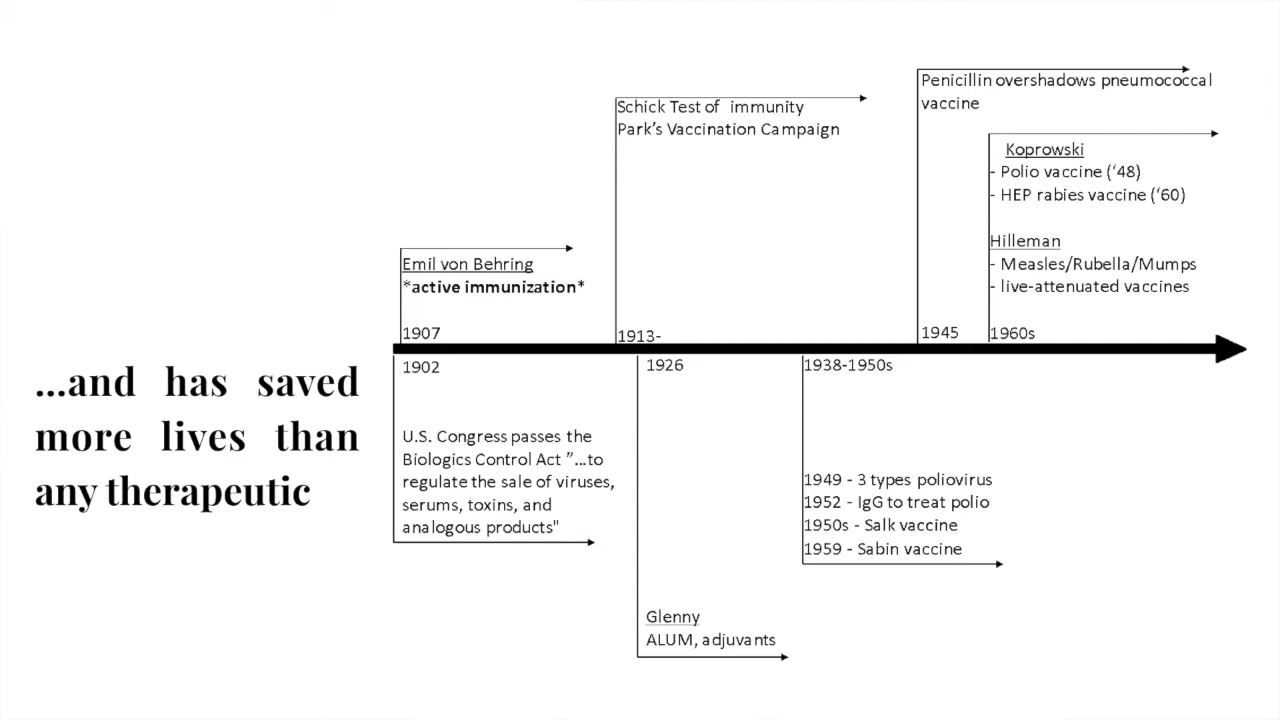 ...and has saved
more lives than
any therapeutic
Emil von Behring
*active immunization*
1907
1902
U.S. Congress passes the
Biologics Control Act ”...to
regulate the sale of viruses,
serums, toxins, and
analogous products"
Schick Test of immunity
Park’s Vaccination Campaign
1913-
1926
Glenny
ALUM, adjuvants
1938-1950s
1949 - 3 types poliovirus
1952 - IgG to treat polio
1950s - Salk vaccine
1959 - Sabin vaccine
Penicillin overshadows pneumococcal
vaccine
1945
Koprowski
- Polio vaccine (‘48)
- HEP rabies vaccine (‘60)
Hilleman
- Measles/Rubella/Mumps
- live-attenuated vaccines
1960s